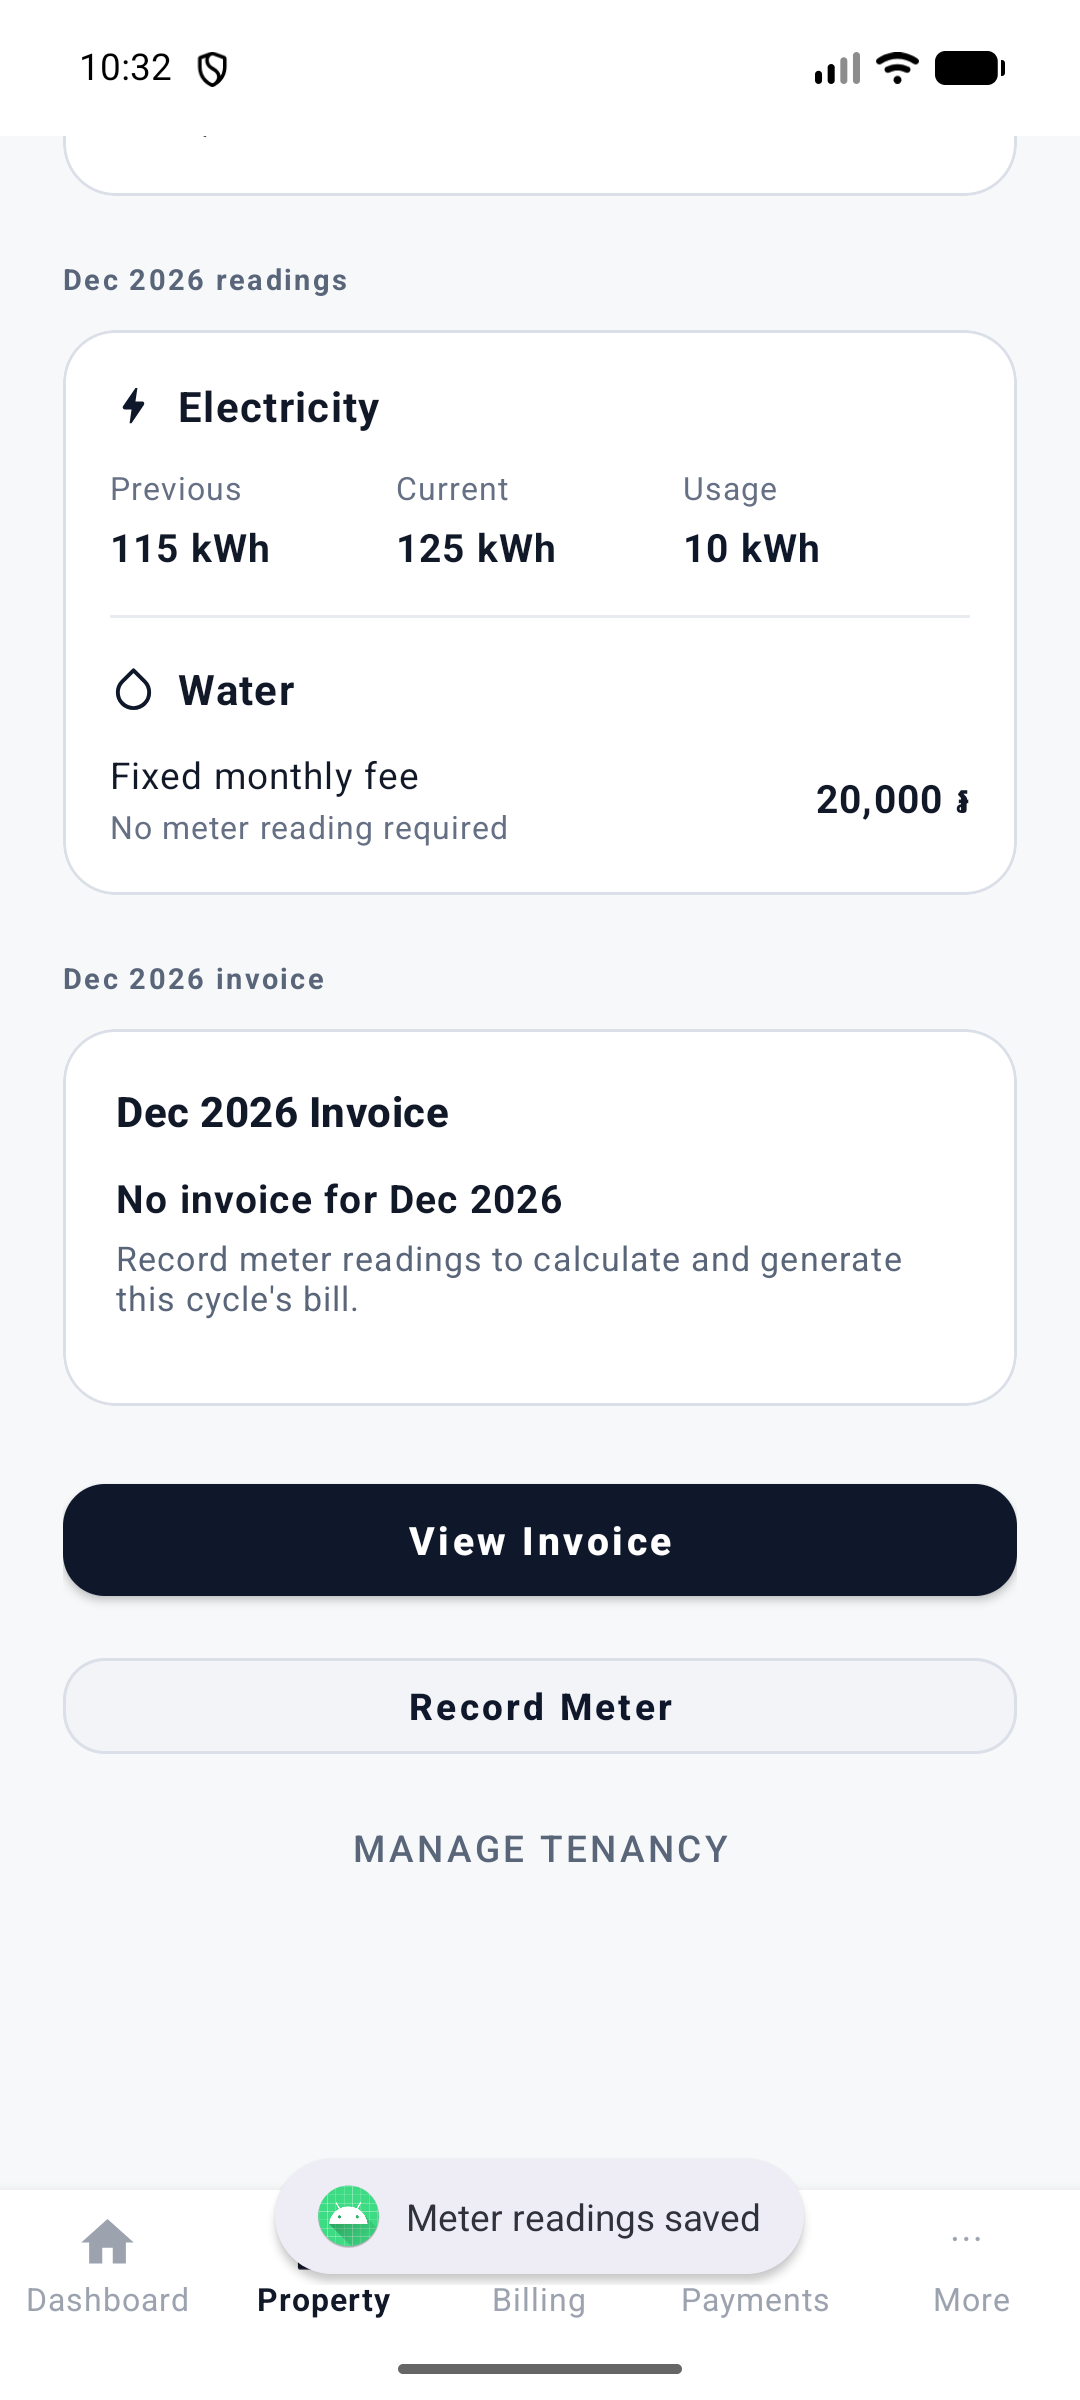 10:32
Dec 2026 readings
Electricity
Previous
Current
Usage
115 kWh
125 kWh
10 kWh
Water
Fixed monthly fee
No meter reading required
20,000 ៛
Dec 2026 invoice
Dec 2026 Invoice
No invoice for Dec 2026
Record meter readings to calculate and generate
this cycle's bill.
View Invoice
Record Meter
MANAGE TENANCY
Meter readings saved
Dashboard
Property
Billing
Payments
More